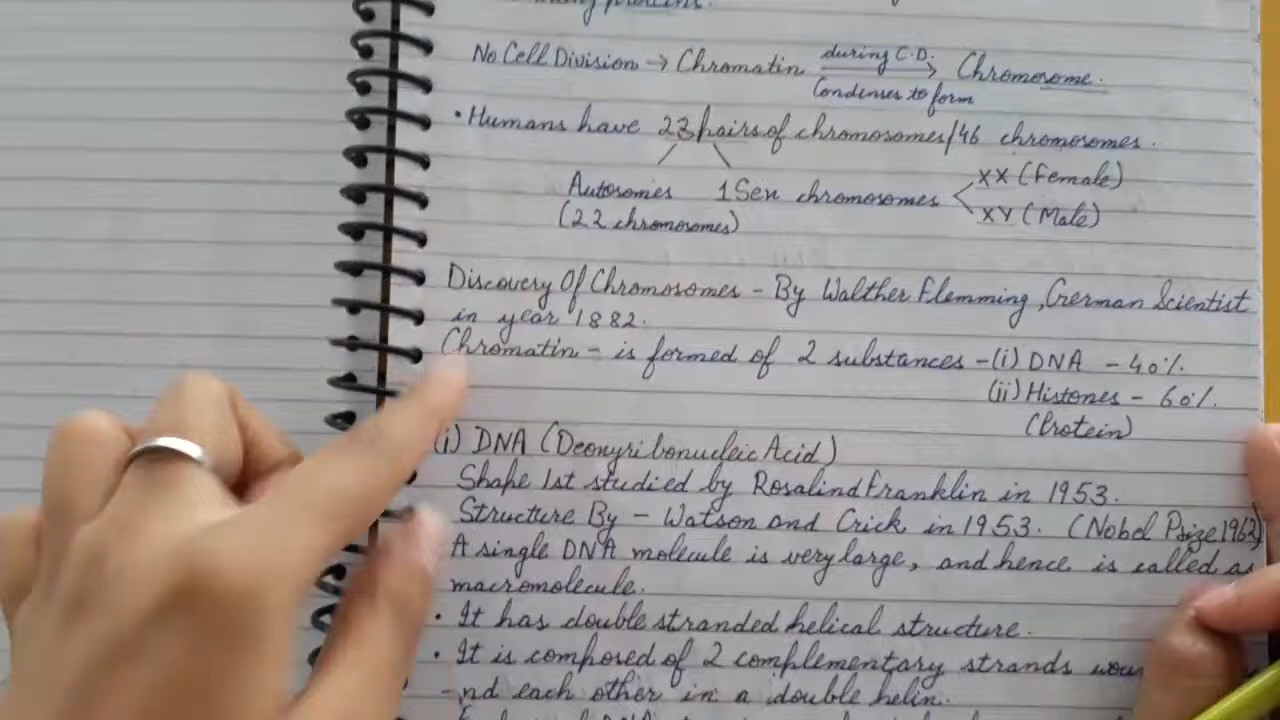 No Cell Division → Chromatin during C.D. → Chromosome.
Condenses to form
• Humans have 23 pairs of chromosomes/46 chromosomes.
Autosomes 1 Sex chromosomes XX (Female)
(22 chromosomes) XY (Male)
Discovery Of Chromosomes - By Walther Flemming, German Scientist
in year 1882.
Chromatin - is formed of 2 substances - (i) DNA - 40%.
(ii) Histones - 60%.
(Protein)
(i) DNA (Deoxyribonucleic Acid)
Shape 1st studied by Rosalind Franklin in 1953.
Structure By - Watson and Crick in 1953. (Nobel Prize 1962)
A single DNA molecule is very large, and hence is called as
macromolecule.
• It has double stranded helical structure.
• It is composed of 2 complementary strands wou
-nd each other in a double helix.